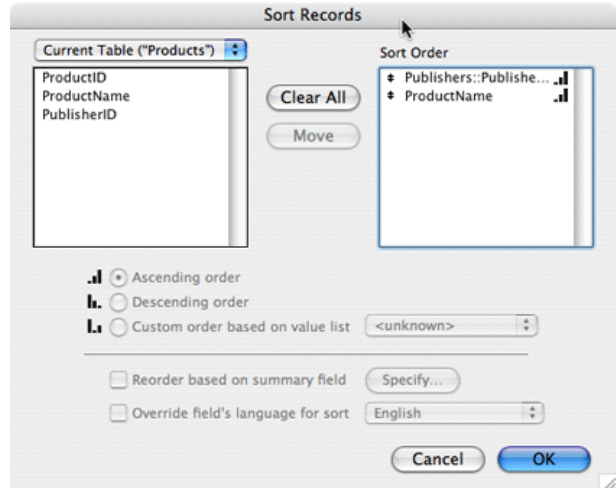 Sort Records
Current Table ("Products")
Sort Order
ProductID
ProductName
PublisherID
Clear All
Move
Publishers::Publishe...
ProductName
Ascending order
Descending order
Custom order based on value list
<unknown>
Reorder based on summary field
Specify...
Override field's language for sort
English
Cancel
OK